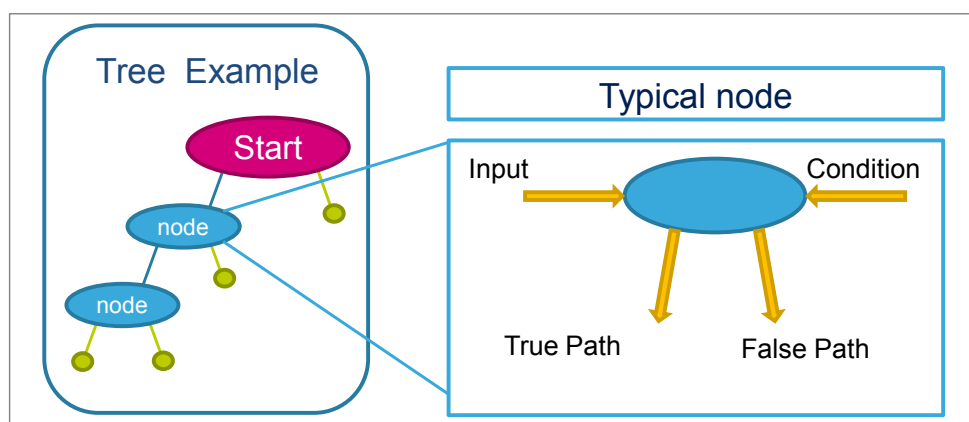 Tree Example
Start
node
node
Typical node
Input
Condition
True Path
False Path